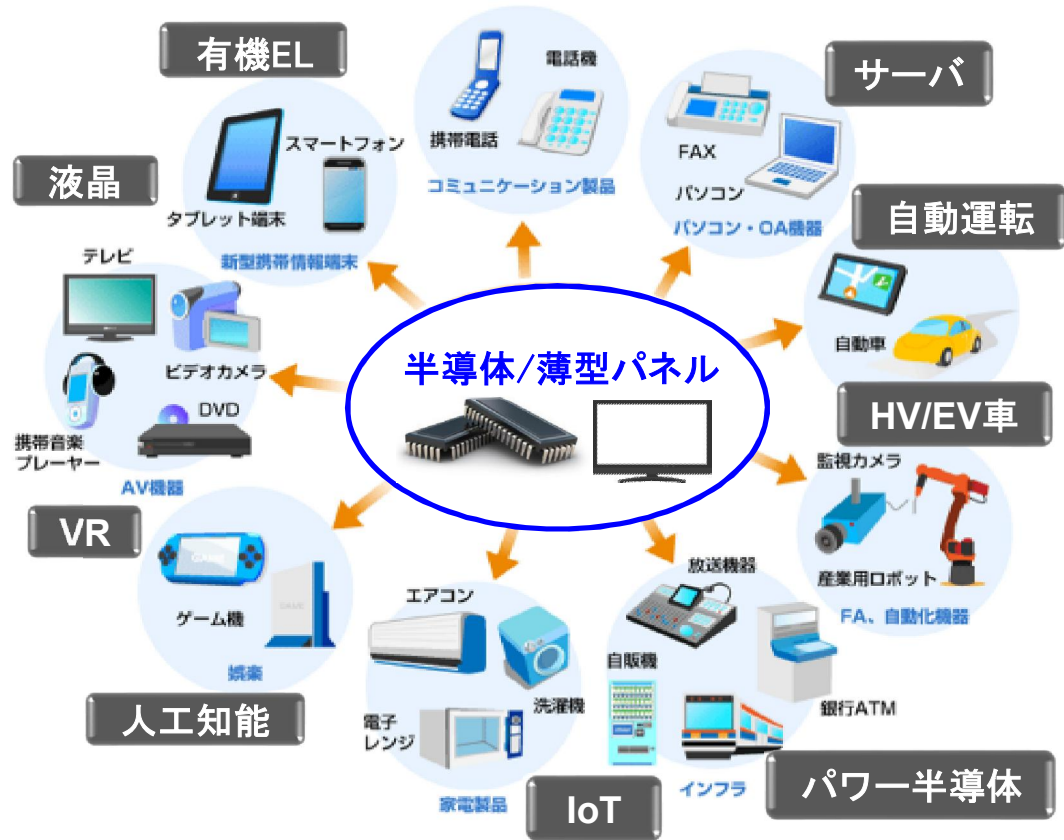 有機EL
サーバ
電話機
携帯電話
コミュニケーション製品
FAX
パソコン
パソコン・OA機器
スマートフォン
タブレット端末
新型携帯情報端末
液晶
自動運転
テレビ
ビデオカメラ
DVD
携帯音楽
プレーヤー
AV機器
半導体/薄型パネル
自動車
HV/EV車
監視カメラ
産業用ロボット
FA、自動化機器
VR
GAME
ゲーム機
GAME
娯楽
人工知能
エアコン
洗濯機
電子
レンジ
家電製品
放送機器
自販機
銀行ATM
インフラ
IoT
パワー半導体